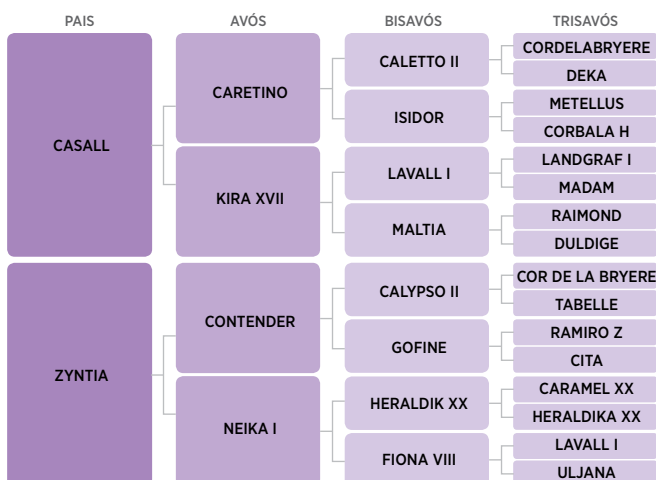 PAIS AVÓS BISAVÓS TRISAVÓS
CASALL
CARETINO
KIRA XVII
CALETTO II
ISIDOR
LAVALL I
MALTIA
CORDELABRYERE
DEKA
METELLUS
CORBALA H
LANDGRAF I
MADAM
RAIMOND
DULDIGE
ZYNTIA
CONTENDER
NEIKA I
CALYPSO II
GOFINE
HERALDIK XX
FIONA VIII
COR DE LA BRYERE
TABELLE
RAMIRO Z
CITA
CARAMEL XX
HERALDIKA XX
LAVALL I
ULJANA